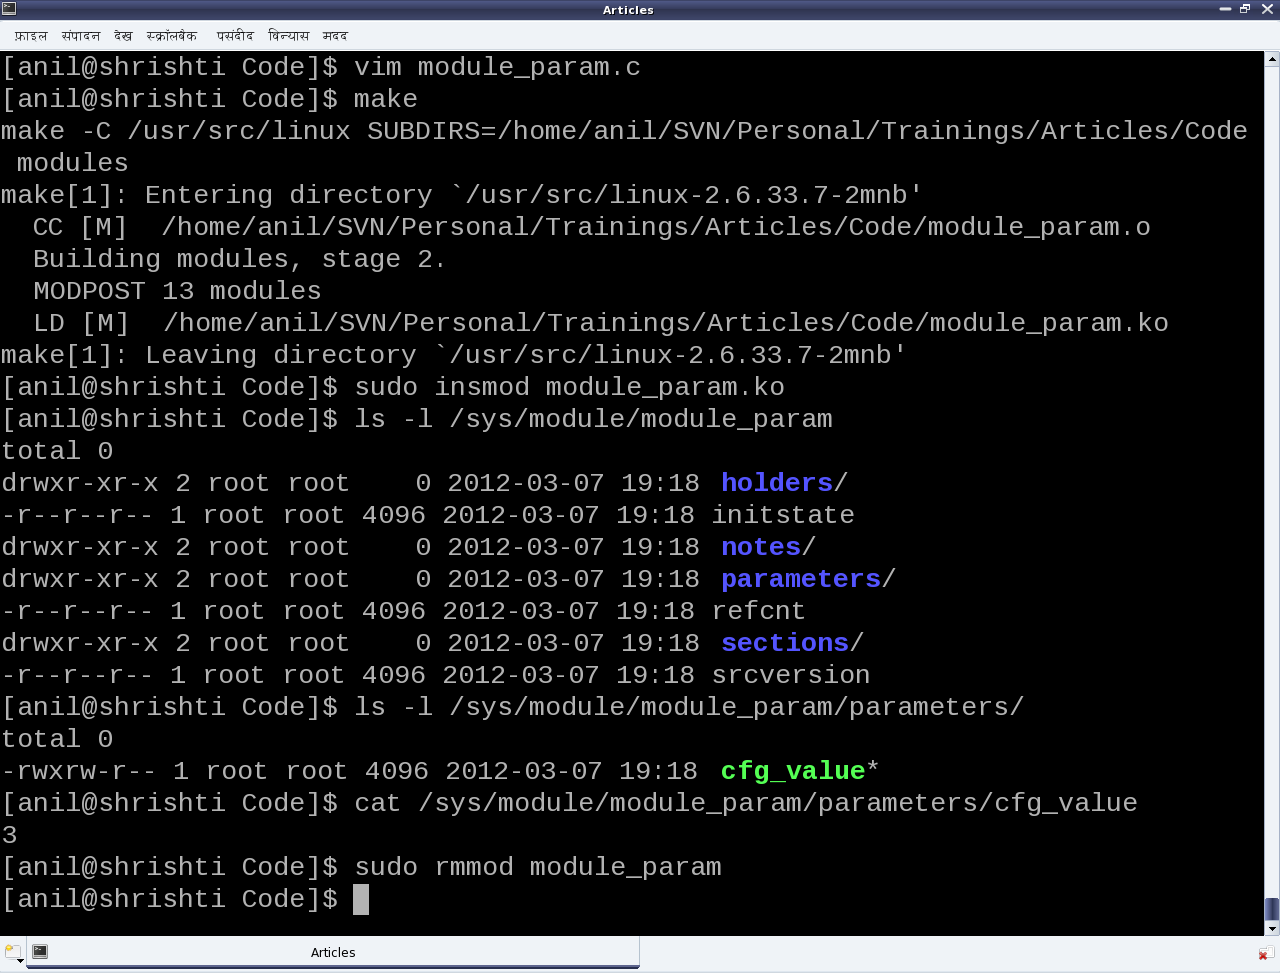 Articles
फ़ाइल संपादन देख स्क्रॉलबैक पसंदीद विन्यास मदद
[anil@shrishti Code]$ vim module_param.c
[anil@shrishti Code]$ make
make -C /usr/src/linux SUBDIRS=/home/anil/SVN/Personal/Trainings/Articles/Code
 modules
make[1]: Entering directory `/usr/src/linux-2.6.33.7-2mnb'
  CC [M]  /home/anil/SVN/Personal/Trainings/Articles/Code/module_param.o
  Building modules, stage 2.
  MODPOST 13 modules
  LD [M]  /home/anil/SVN/Personal/Trainings/Articles/Code/module_param.ko
make[1]: Leaving directory `/usr/src/linux-2.6.33.7-2mnb'
[anil@shrishti Code]$ sudo insmod module_param.ko
[anil@shrishti Code]$ ls -l /sys/module/module_param
total 0
drwxr-xr-x 2 root root    0 2012-03-07 19:18 holders/
-r--r--r-- 1 root root 4096 2012-03-07 19:18 initstate
drwxr-xr-x 2 root root    0 2012-03-07 19:18 notes/
drwxr-xr-x 2 root root    0 2012-03-07 19:18 parameters/
-r--r--r-- 1 root root 4096 2012-03-07 19:18 refcnt
drwxr-xr-x 2 root root    0 2012-03-07 19:18 sections/
-r--r--r-- 1 root root 4096 2012-03-07 19:18 srcversion
[anil@shrishti Code]$ ls -l /sys/module/module_param/parameters/
total 0
-rwxrw-r-- 1 root root 4096 2012-03-07 19:18 cfg_value*
[anil@shrishti Code]$ cat /sys/module/module_param/parameters/cfg_value
3
[anil@shrishti Code]$ sudo rmmod module_param
[anil@shrishti Code]$
Articles